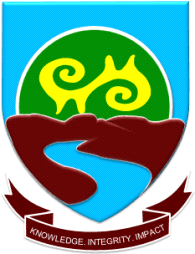 KNOWLEDGE. INTEGRITY. IMPACT